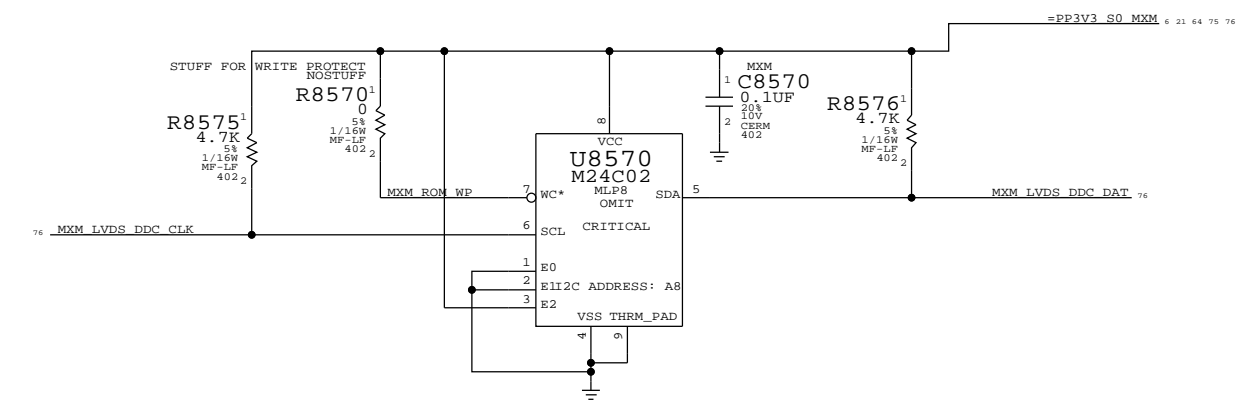 =PP3V3_S0_MXM 6 21 64 75 76
STUFF FOR WRITE PROTECT
NOSTUFF
R8570 1
0
5%
1/16W
MF-LF
402 2
R8575 1
4.7K
5%
1/16W
MF-LF
402 2
MXM
1 C8570
0.1UF
20%
2 10V
CERM
402
R8576 1
4.7K
5%
1/16W
MF-LF
402 2
8
VCC
U8570
M24C02
MLP8
OMIT
CRITICAL
MXM_ROM_WP 7 WC*
SDA 5 MXM_LVDS_DDC_DAT 76
76 MXM_LVDS_DDC_CLK 6 SCL
1 E0
2 E1 I2C ADDRESS: A8
3 E2
VSS THRM_PAD
4 9